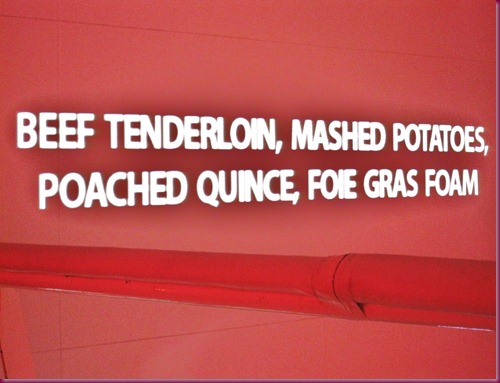 BEEF TENDERLOIN, MASHED POTATOES,
POACHED QUINCE, FOIE GRAS FOAM